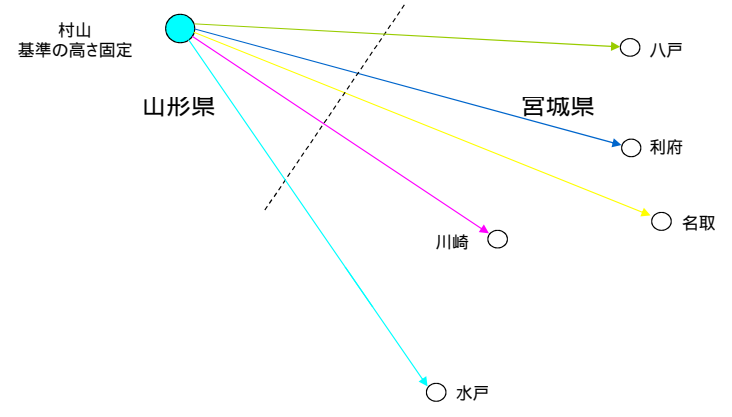 村山
基準の高さ固定
八戸
山形県
宮城県
利府
名取
川崎
水戸